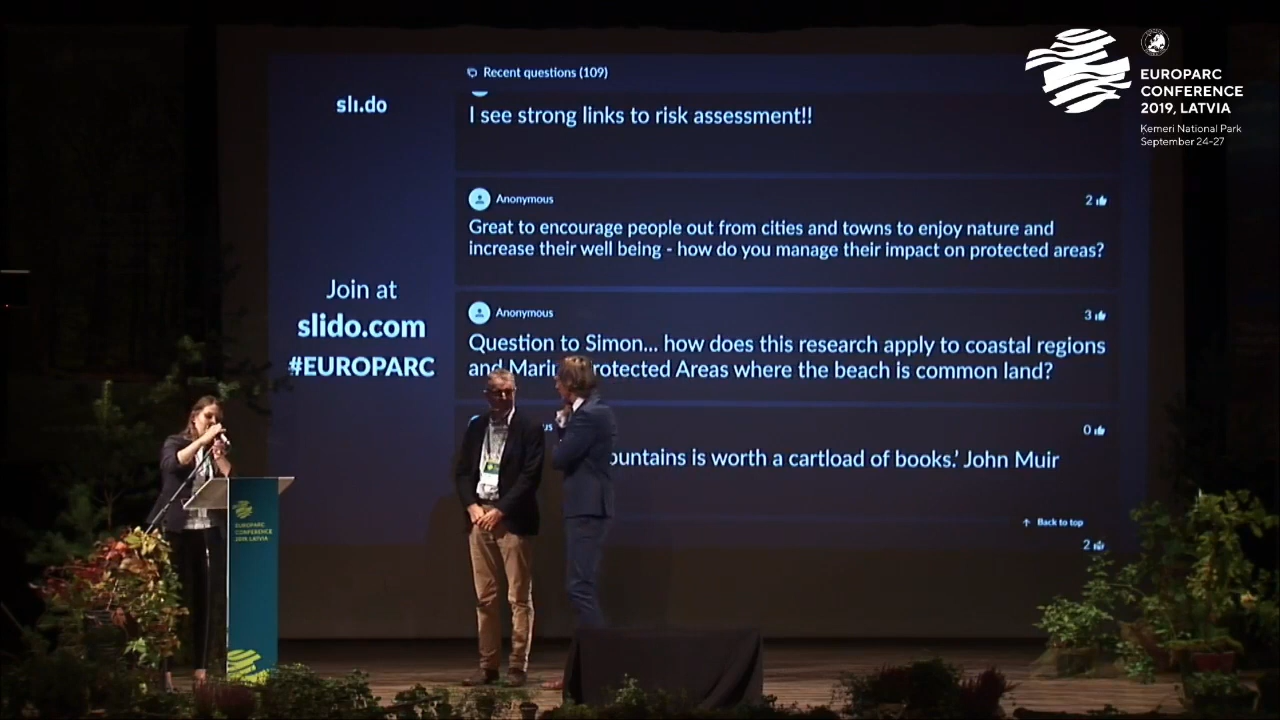 Recent questions (109)
slı.do
I see strong links to risk assessment!!
Anonymous
2
Great to encourage people out from cities and towns to enjoy nature and
increase their well being - how do you manage their impact on protected areas?
Join at
slido.com
#EUROPARC
Anonymous
3
Question to Simon... how does this research apply to coastal regions
and Protected Areas where the beach is common land?
0
is worth a cartload of books.' John Muir
Back to top
2
EUROPARC
CONFERENCE
2019, LATVIA
Ķemeri National Park
September 24-27
EUROPARC
CONFERENCE
2019, LATVIA